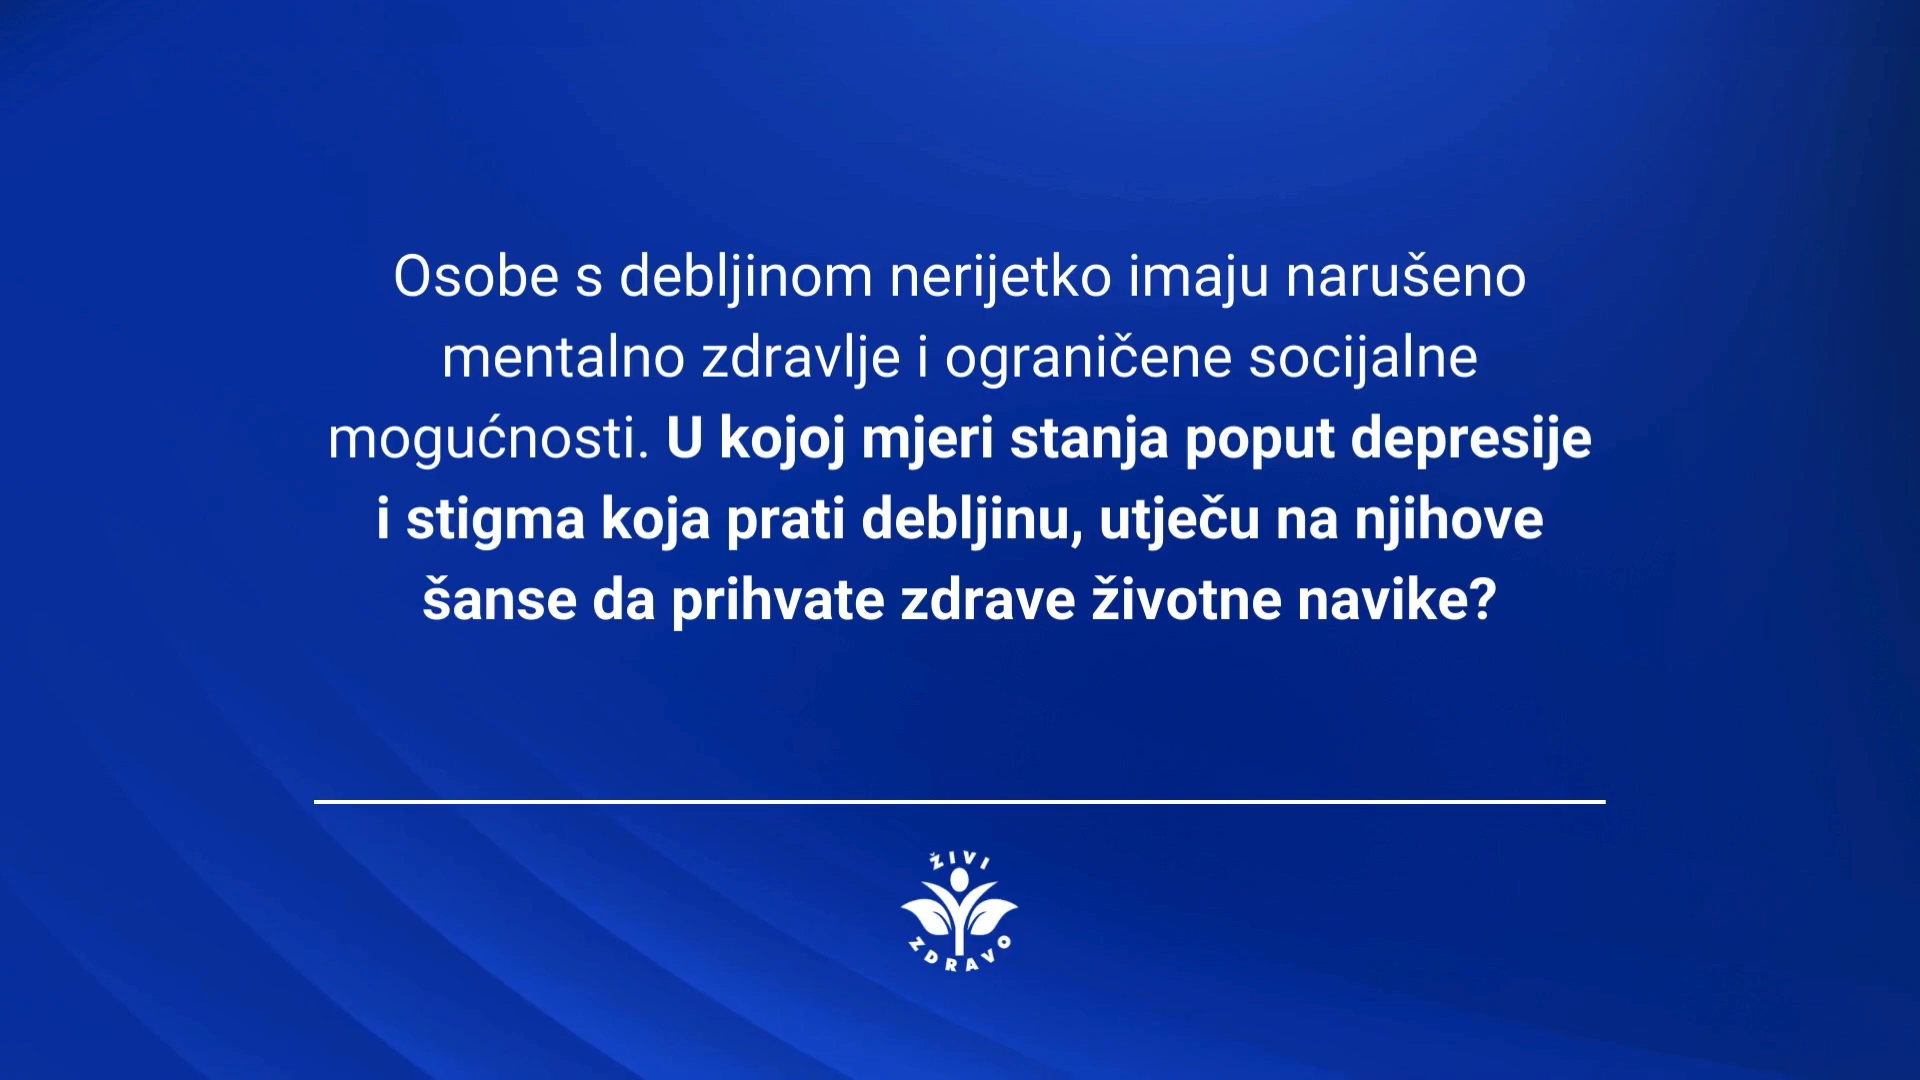 Osobe s debljinom nerijetko imaju narušeno
mentalno zdravlje i ograničene socijalne
mogućnosti. U kojoj mjeri stanja poput depresije
i stigma koja prati debljinu, utječu na njihove
šanse da prihvate zdrave životne navike?
ŽIVI
ZDRAVO